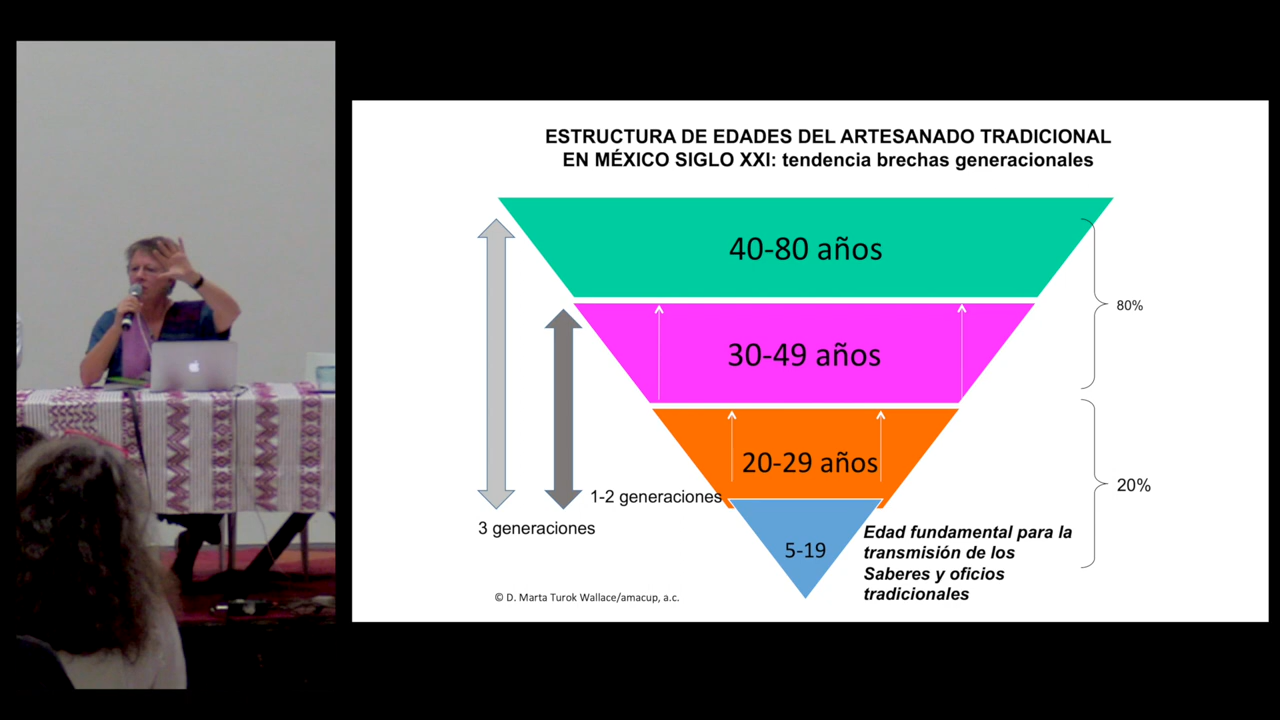 ESTRUCTURA DE EDADES DEL ARTESANADO TRADICIONAL
EN MÉXICO SIGLO XXI: tendencia brechas generacionales
40-80 años
80%
30-49 años
20-29 años
20%
1-2 generaciones
3 generaciones
5-19
Edad fundamental para la
transmisión de los
Saberes y oficios
tradicionales
© D. Marta Turok Wallace/amacup, a.c.